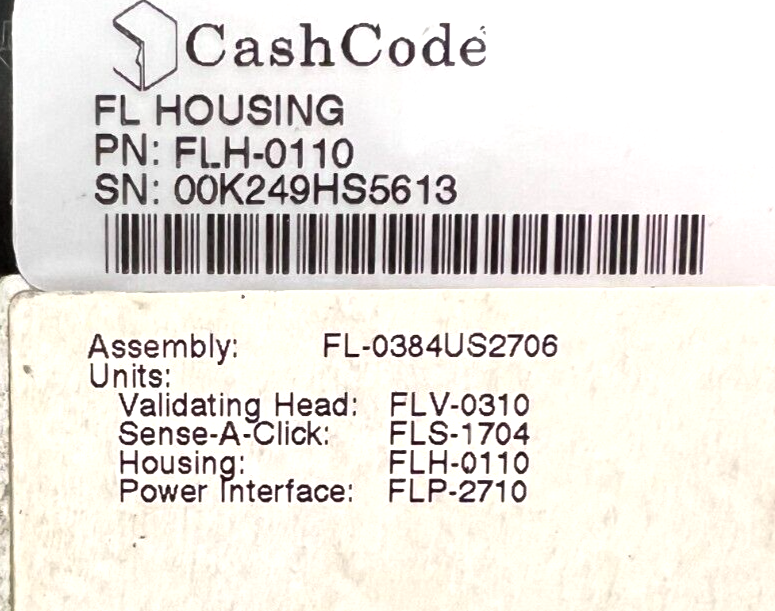 CashCode
FL HOUSING
PN: FLH-0110
SN: 00K249HS5613
Assembly: FL-0384US2706
Units:
Validating Head: FLV-0310
Sense-A-Click: FLS-1704
Housing: FLH-0110
Power Interface: FLP-2710